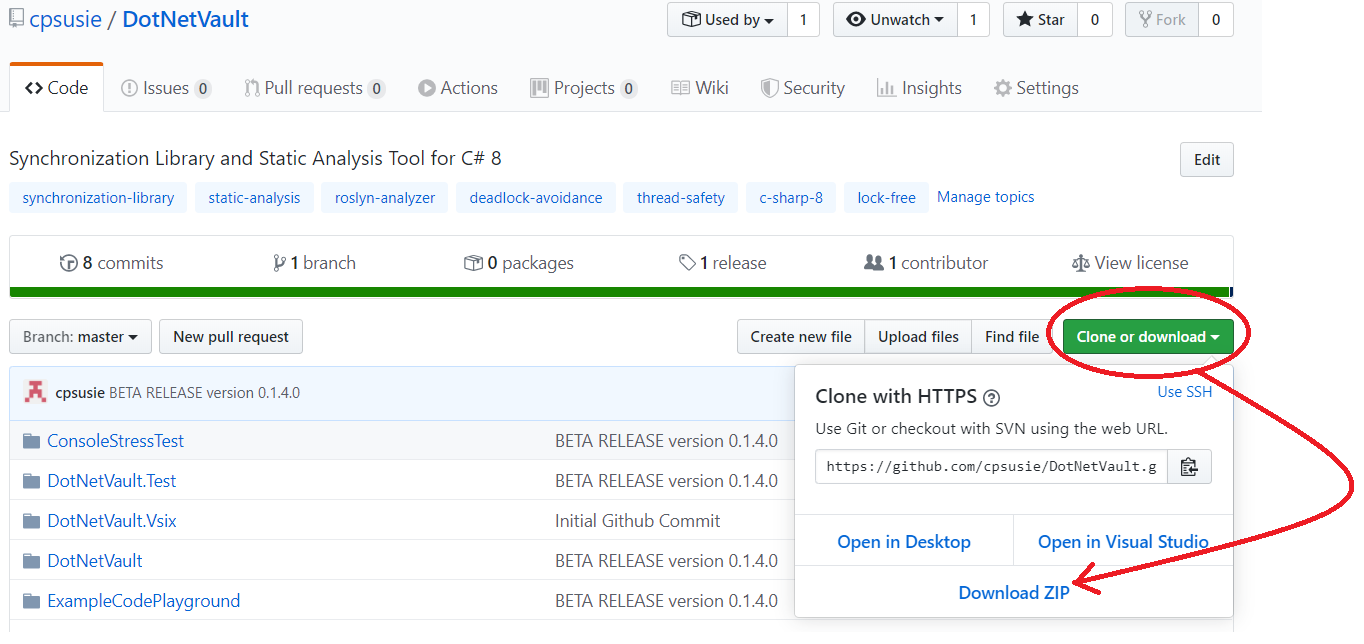 cpsusie / DotNetVault
Used by 1 Unwatch 1 Star 0 Fork 0
Code Issues 0 Pull requests 0 Actions Projects 0 Wiki Security Insights Settings
Synchronization Library and Static Analysis Tool for C# 8
Edit
synchronization-library static-analysis roslyn-analyzer deadlock-avoidance thread-safety c-sharp-8 lock-free Manage topics
8 commits 1 branch 0 packages 1 release 1 contributor View license
Branch: master New pull request Create new file Upload files Find file Clone or download
cpsusie BETA RELEASE version 0.1.4.0
ConsoleStressTest BETA RELEASE version 0.1.4.0
DotNetVault.Test BETA RELEASE version 0.1.4.0
DotNetVault.Vsix Initial Github Commit
DotNetVault BETA RELEASE version 0.1.4.0
ExampleCodePlayground BETA RELEASE version 0.1.4.0
Clone with HTTPS ? Use SSH
Use Git or checkout with SVN using the web URL.
https://github.com/cpsusie/DotNetVault.g
Open in Desktop Open in Visual Studio
Download ZIP